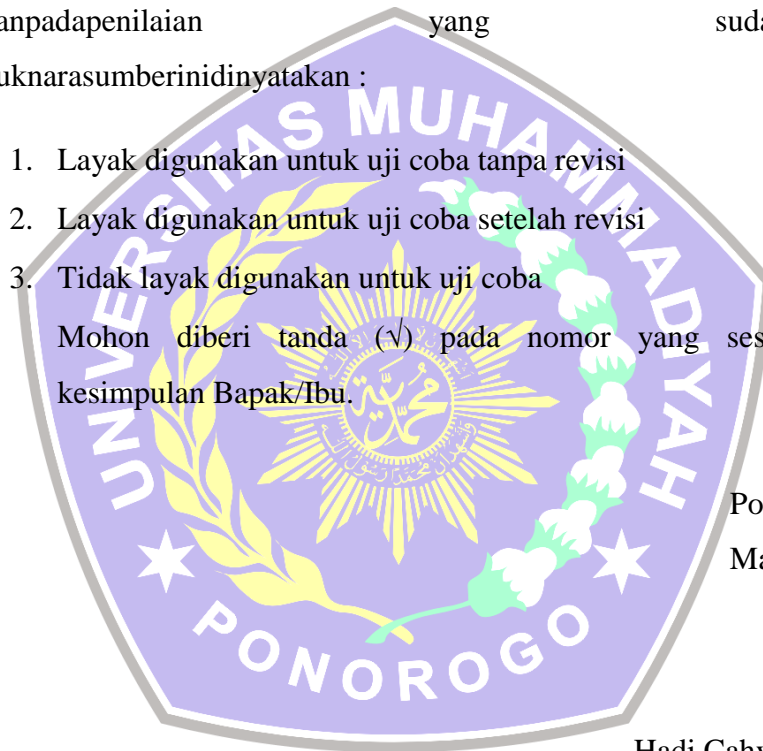 anpadapenilaian yang suda
uknarasumberinidinyatakan :
UNIVERSITAS MUHAMMADIYAH
1. Layak digunakan untuk uji coba tanpa revisi
2. Layak digunakan untuk uji coba setelah revisi
3. Tidak layak digunakan untuk uji coba
Mohon diberi tanda (√) pada nomor yang ses
kesimpulan Bapak/Ibu.
محمدية
Po
Ma
PONOROGO
Hadi Cahy